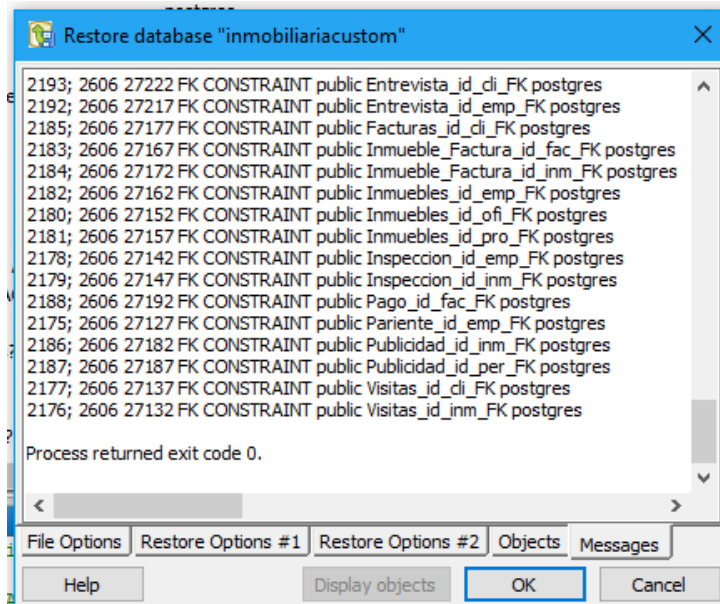 Restore database "inmobiliariacustom"
2193; 2606 27222 FK CONSTRAINT public Entrevista_id_cli_FK postgres
2192; 2606 27217 FK CONSTRAINT public Entrevista_id_emp_FK postgres
2185; 2606 27177 FK CONSTRAINT public Facturas_id_cli_FK postgres
2183; 2606 27167 FK CONSTRAINT public Inmueble_Factura_id_fac_FK postgres
2184; 2606 27172 FK CONSTRAINT public Inmueble_Factura_id_inm_FK postgres
2182; 2606 27162 FK CONSTRAINT public Inmuebles_id_emp_FK postgres
2180; 2606 27152 FK CONSTRAINT public Inmuebles_id_ofi_FK postgres
2181; 2606 27157 FK CONSTRAINT public Inmuebles_id_pro_FK postgres
2178; 2606 27142 FK CONSTRAINT public Inspeccion_id_emp_FK postgres
2179; 2606 27147 FK CONSTRAINT public Inspeccion_id_inm_FK postgres
2188; 2606 27192 FK CONSTRAINT public Pago_id_fac_FK postgres
2175; 2606 27127 FK CONSTRAINT public Pariente_id_emp_FK postgres
2186; 2606 27182 FK CONSTRAINT public Publicidad_id_inm_FK postgres
2187; 2606 27187 FK CONSTRAINT public Publicidad_id_per_FK postgres
2177; 2606 27137 FK CONSTRAINT public Visitas_id_cli_FK postgres
2176; 2606 27132 FK CONSTRAINT public Visitas_id_inm_FK postgres
Process returned exit code 0.
File Options Restore Options #1 Restore Options #2 Objects Messages
Help Display objects OK Cancel